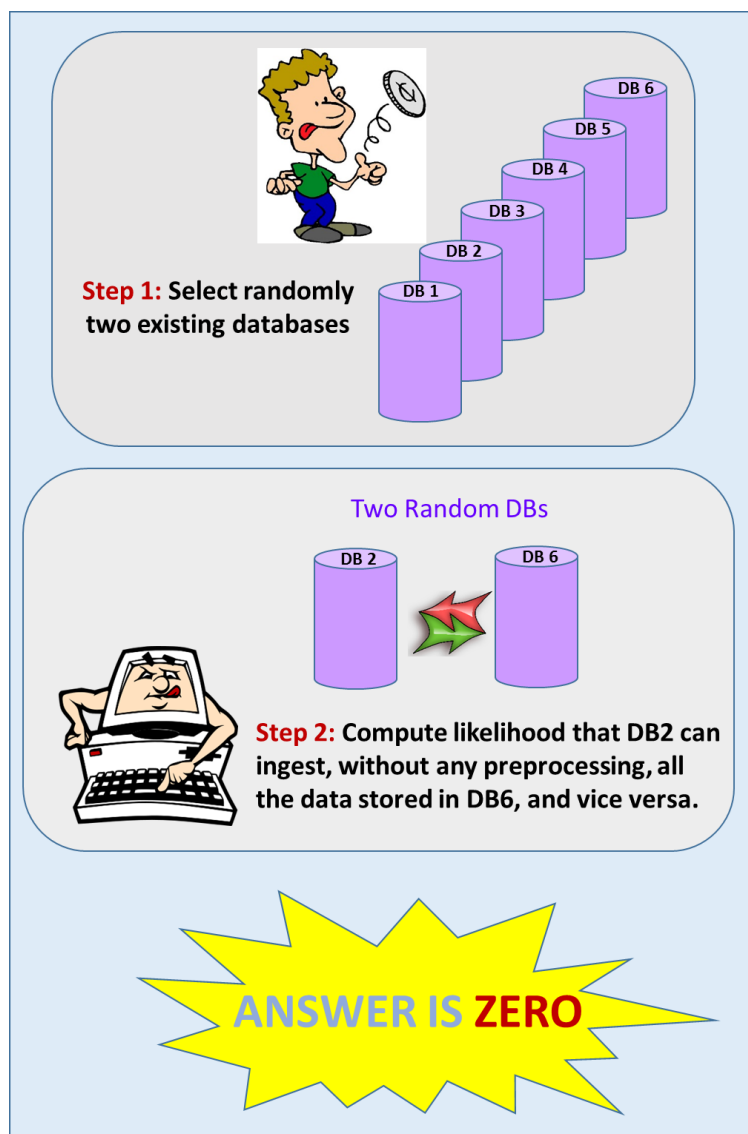 DB 6
DB 5
DB 4
DB 3
DB 2
DB 1
Step 1: Select randomly
two existing databases
Two Random DBs
DB 2
DB 6
Step 2: Compute likelihood that DB2 can
ingest, without any preprocessing, all
the data stored in DB6, and vice versa.
ANSWER IS ZERO